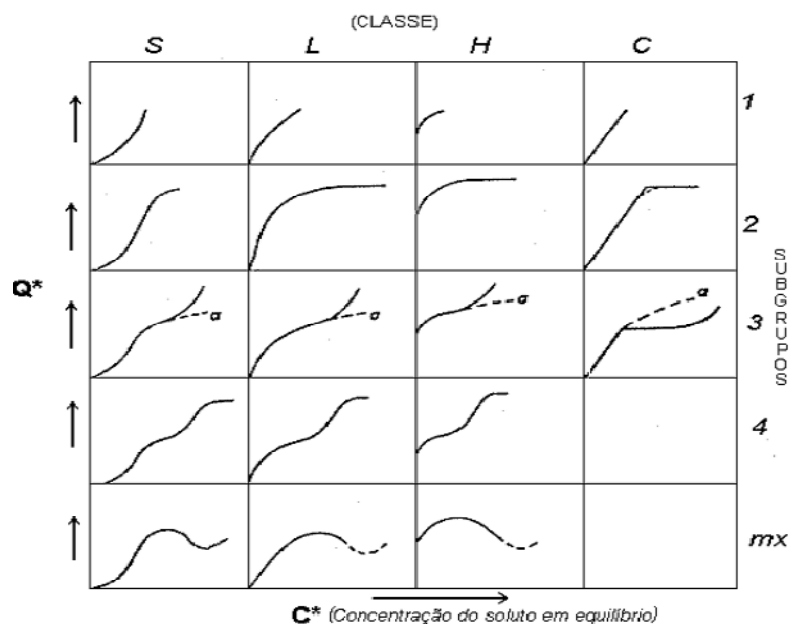 (CLASSE)
S L H C
1
2
Q*
a a a a 3
SUBGRUPOS
4
mx
C* (Concentração do soluto em equilíbrio)